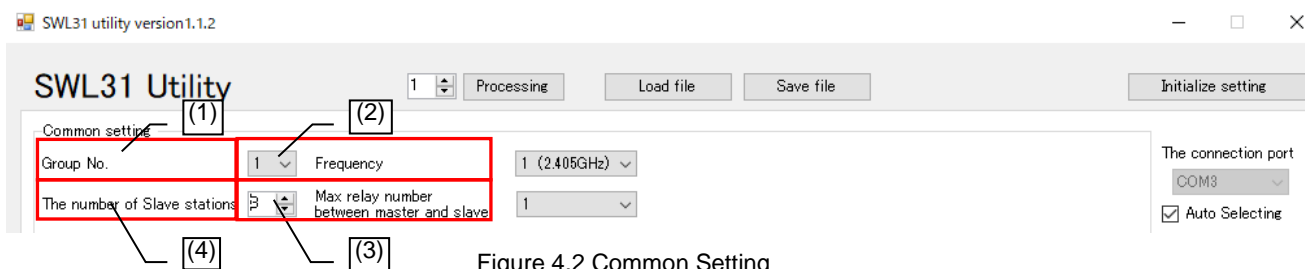 SWL31 utility version1.1.2
SWL31 Utility
1 Processing Load file Save file Initialize setting
(1) (2)
Common setting
Group No. 1 Frequency 1 (2.405GHz) The connection port
COM3
The number of Slave stations Max relay number
between master and slave 1
Auto Selecting
(4) (3)
Figure 4.2 Common Setting